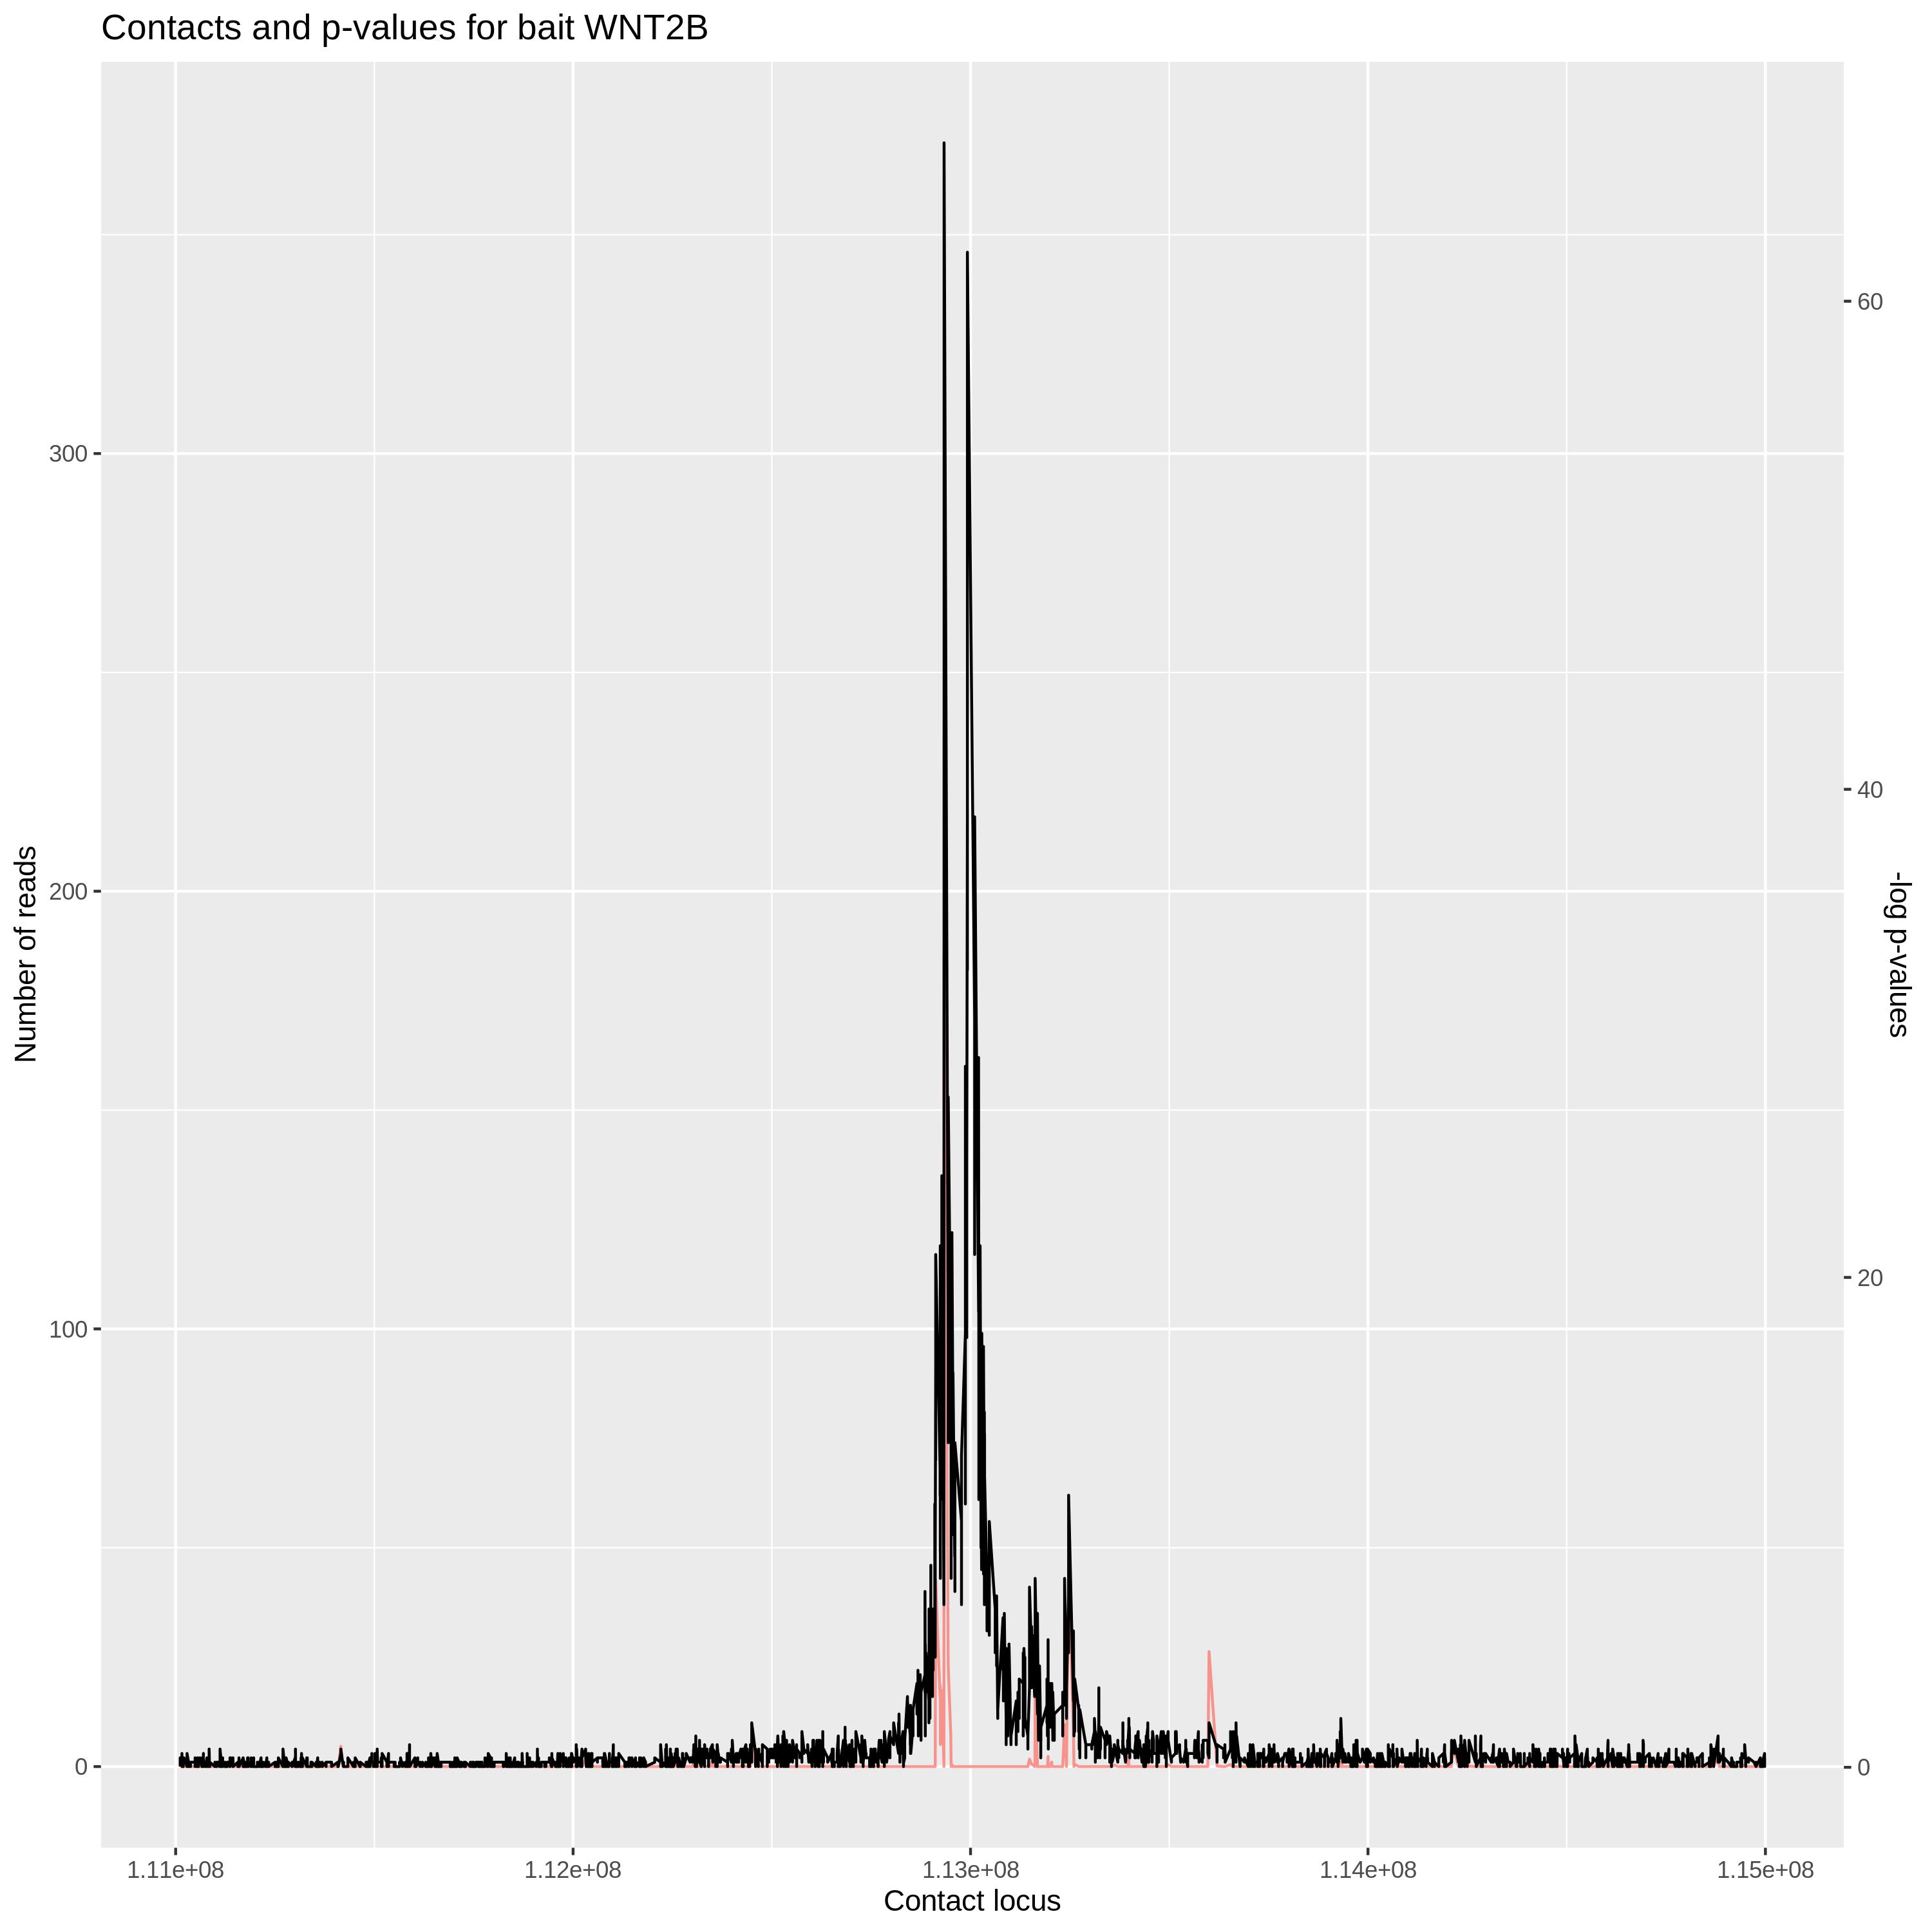 Contacts and p-values for bait WNT2B
Number of reads
300
200
100
0
60
40
20
0
-log p-values
1.11e+08
1.12e+08
1.13e+08
1.14e+08
1.15e+08
Contact locus